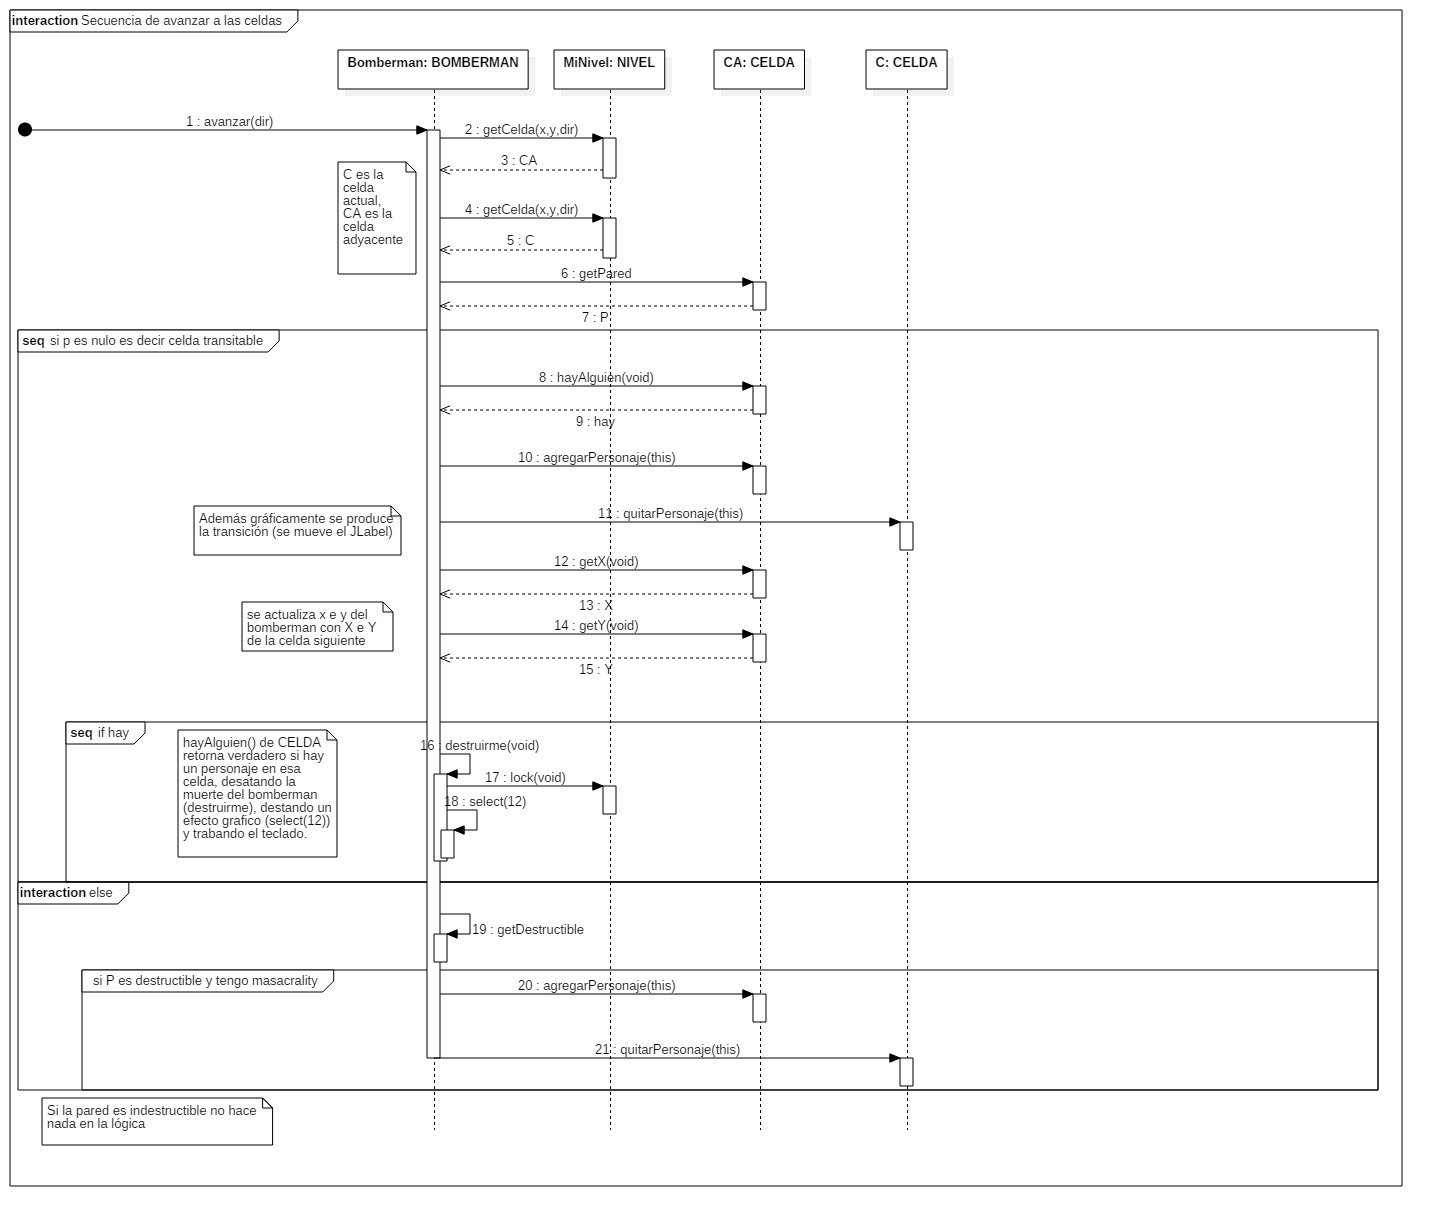 interaction Secuencia de avanzar a las celdas
Bomberman: BOMBERMAN
MiNivel: NIVEL
CA: CELDA
C: CELDA
1 : avanzar(dir)
2 : getCelda(x,y,dir)
3 : CA
C es la
celda
actual,
CA es la
celda
adyacente
4 : getCelda(x,y,dir)
5 : C
6 : getPared
7 : P
seq si p es nulo es decir celda transitable
8 : hayAlguien(void)
9 : hay
10 : agregarPersonaje(this)
Además gráficamente se produce
la transición (se mueve el JLabel)
11 : quitarPersonaje(this)
12 : getX(void)
13 : X
se actualiza x e y del
bomberman con X e Y
de la celda siguiente
14 : getY(void)
15 : Y
seq if hay
hayAlguien() de CELDA
retorna verdadero si hay
un personaje en esa
celda, desatando la
muerte del bomberman
(destruirme), destando un
efecto grafico (select(12))
y trabando el teclado.
16 : destruirme(void)
17 : lock(void)
18 : select(12)
interaction else
19 : getDestructible
si P es destructible y tengo masacrality
20 : agregarPersonaje(this)
21 : quitarPersonaje(this)
Si la pared es indestructible no hace
nada en la lógica